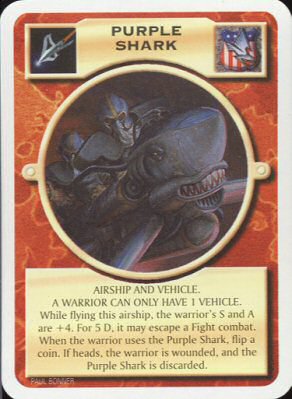 PURPLE
SHARK
AIRSHIP AND VEHICLE.
A WARRIOR CAN ONLY HAVE 1 VEHICLE.
While flying this airship, the warrior's S and A
are +4. For 5 D, it may escape a Fight combat.
When the warrior uses the Purple Shark, flip a
coin. If heads, the warrior is wounded, and the
Purple Shark is discarded.
PAUL BONNER